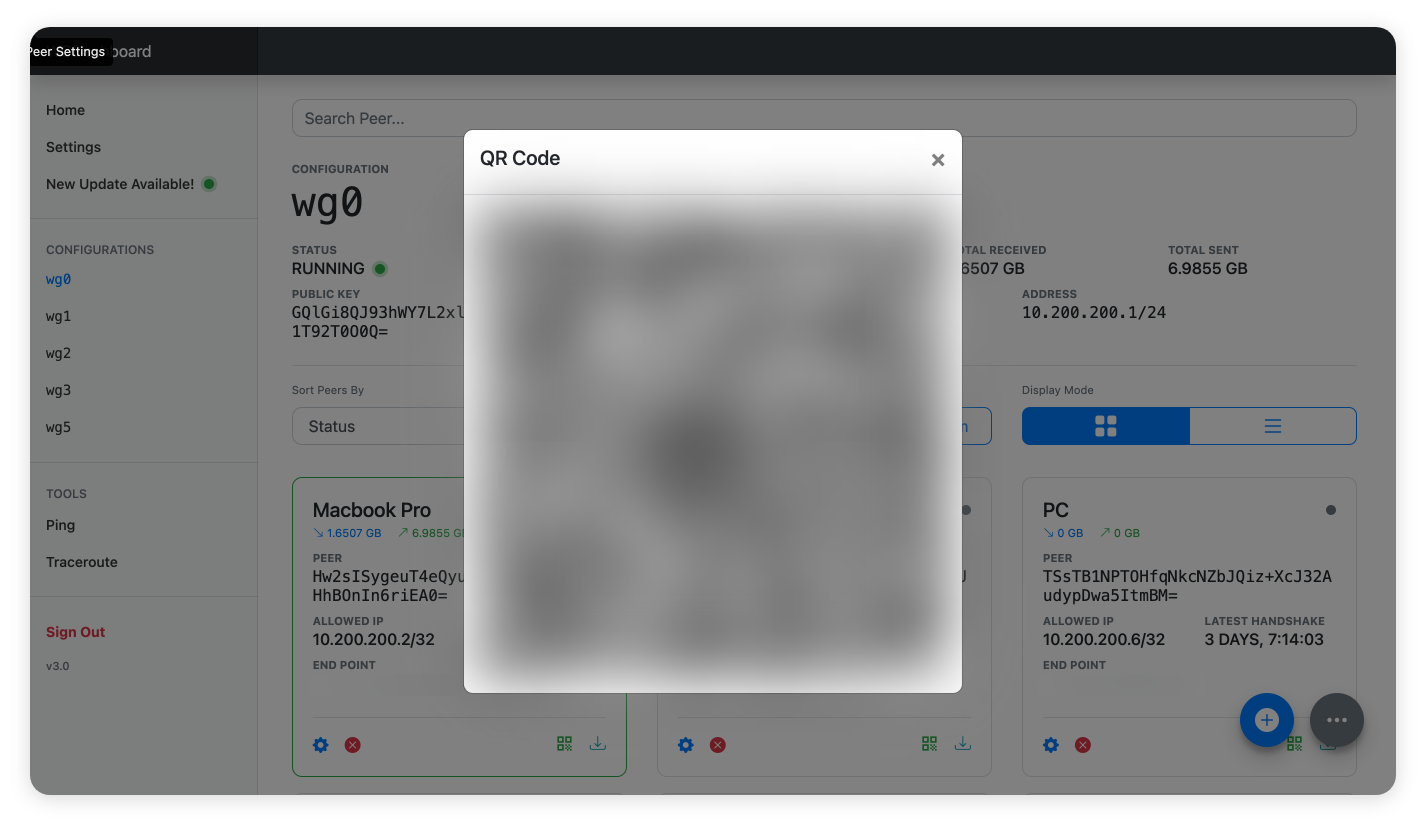 Peer Settings
board
Home
Settings
New Update Available!
CONFIGURATIONS
wg0
wg1
wg2
wg3
wg5
TOOLS
Ping
Traceroute
Sign Out
v3.0
Search Peer...
CONFIGURATION
wg0
STATUS
RUNNING
TOTAL RECEIVED
6507 GB
TOTAL SENT
6.9855 GB
PUBLIC KEY
GQlGi8QJ93hWY7L2xl
1T92T0O0Q=
ADDRESS
10.200.200.1/24
Sort Peers By
Status
Display Mode
QR Code
×
Macbook Pro
1.6507 GB 6.9855 GB
PEER
Hw2sISygeuT4eQyu
HhBOnIn6riEA0=
ALLOWED IP
10.200.200.2/32
END POINT
PC
0 GB 0 GB
PEER
TSsTB1NPTOHfqNkcNZbJQiz+XcJ32A
udypDwa5ItmBM=
ALLOWED IP
10.200.200.6/32
LATEST HANDSHAKE
3 DAYS, 7:14:03
END POINT